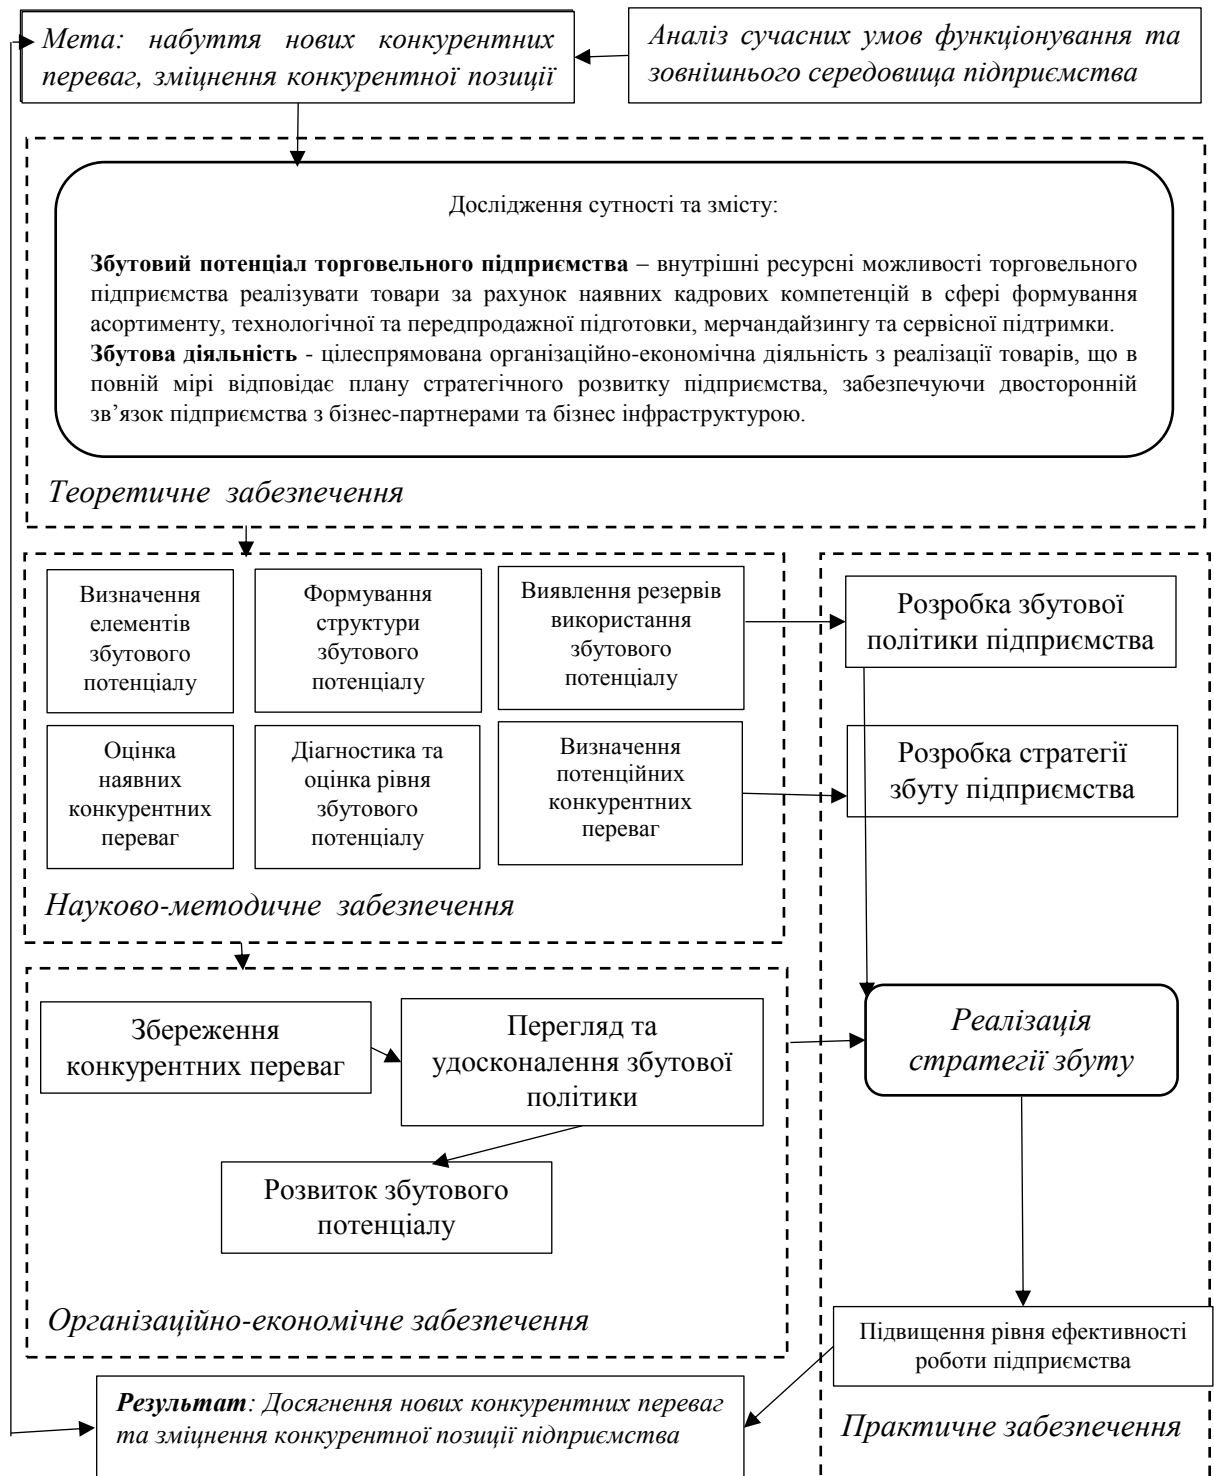 Мета: набуття нових конкурентних
переваг, зміцнення конкурентної позиції
Аналіз сучасних умов функціонування та
зовнішнього середовища підприємства
Дослідження сутності та змісту:
Збутовий потенціал торговельного підприємства – внутрішні ресурсні можливості торговельного
підприємства реалізувати товари за рахунок наявних кадрових компетенцій в сфері формування
асортименту, технологічної та передпродажної підготовки, мерчандайзингу та сервісної підтримки.
Збутова діяльність - цілеспрямована організаційно-економічна діяльність з реалізації товарів, що в
повній мірі відповідає плану стратегічного розвитку підприємства, забезпечуючи двосторонній
зв’язок підприємства з бізнес-партнерами та бізнес інфраструктурою.
Теоретичне забезпечення
Визначення
елементів
збутового
потенціалу
Формування
структури
збутового
потенціалу
Виявлення резервів
використання
збутового
потенціалу
Оцінка
наявних
конкурентних
переваг
Діагностика та
оцінка рівня
збутового
потенціалу
Визначення
потенційних
конкурентних
переваг
Науково-методичне забезпечення
Розробка збутової
політики підприємства
Розробка стратегії
збуту підприємства
Збереження
конкурентних переваг
Перегляд та
удосконалення збутової
політики
Розвиток збутового
потенціалу
Організаційно-економічне забезпечення
Реалізація
стратегії збуту
Підвищення рівня ефективності
роботи підприємства
Практичне забезпечення
Результат: Досягнення нових конкурентних переваг
та зміцнення конкурентної позиції підприємства